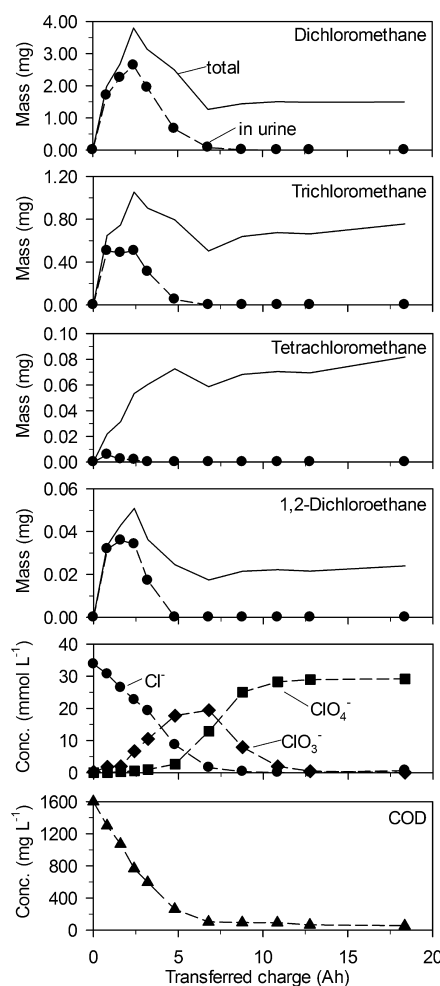 4.00
3.00
2.00
1.00
0.00
Mass (mg)
Dichloromethane
total
in urine
1.20
0.80
0.40
0.00
Mass (mg)
Trichloromethane
0.10
0.08
0.06
0.04
0.02
0.00
Mass (mg)
Tetrachloromethane
0.06
0.04
0.02
0.00
Mass (mg)
1,2-Dichloroethane
40
30
20
10
0
Conc. (mmol L⁻¹)
Cl⁻
ClO₄⁻
ClO₃⁻
1600
1200
800
400
0
Conc. (mg L⁻¹)
COD
0 5 10 15 20
Transferred charge (Ah)